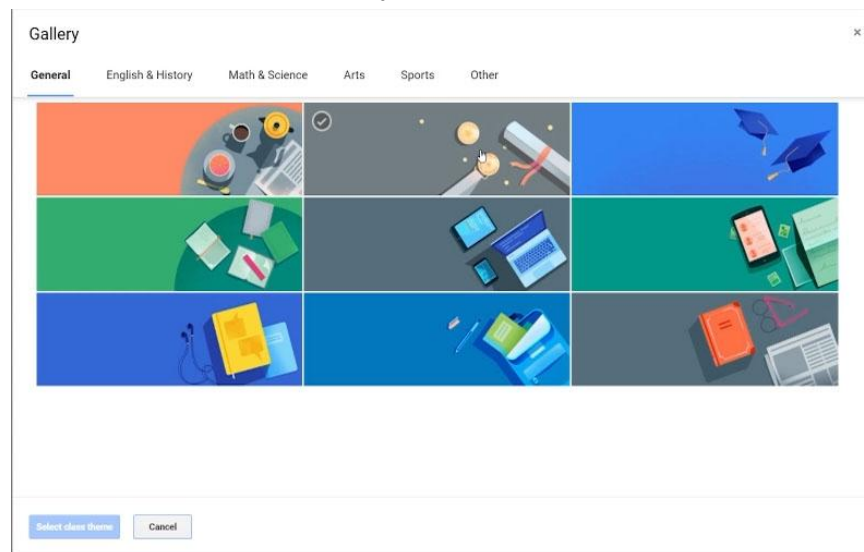 Gallery
×
General English & History Math & Science Arts Sports Other
Select class theme Cancel